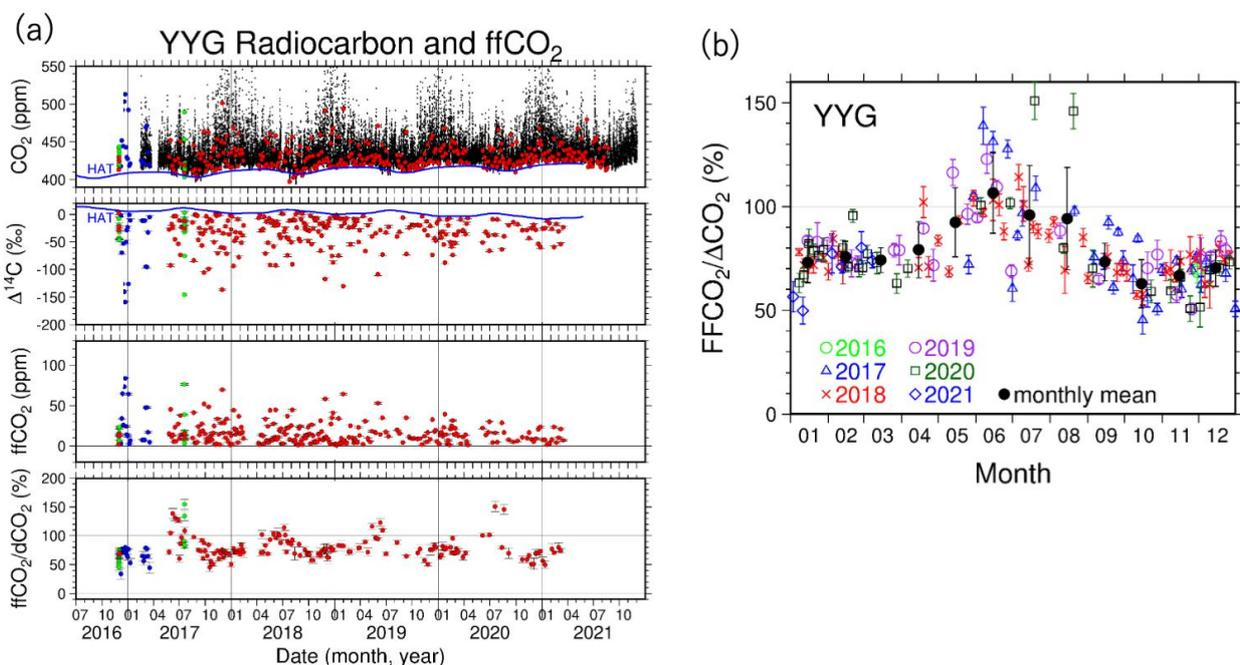 (a)
YYG Radiocarbon and ffCO₂
550
500
450
400
CO₂ (ppm)
HAT
0
-50
-100
-150
-200
Δ¹⁴C (‰)
HAT
100
50
0
ffCO₂ (ppm)
200
150
100
50
0
ffCO₂/dCO₂ (%)
07 10 01 04 07 10 01 04 07 10 01 04 07 10 01 04 07 10 01 04 07 10
2016 2017 2018 2019 2020 2021
Date (month, year)
(b)
YYG
150
100
50
0
FFCO₂/ΔCO₂ (%)
2016 2019
2017 2020
2018 2021 monthly mean
01 02 03 04 05 06 07 08 09 10 11 12
Month